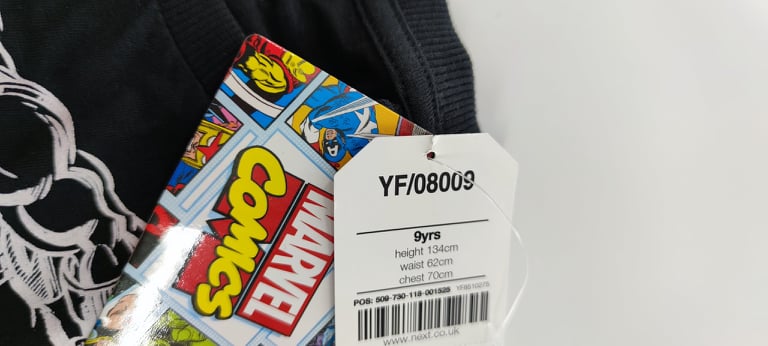 MARVEL
COMICS
YF/08009
9yrs
height 134cm
waist 62cm
chest 70cm
POS: 509-730-118-001525 YF8510275
www.next.co.uk